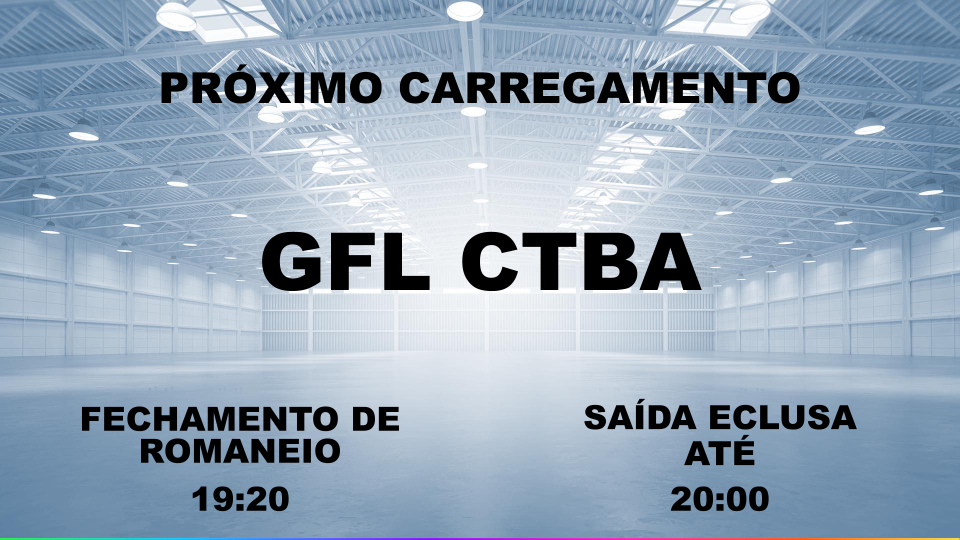 PRÓXIMO CARREGAMENTO
GFL CTBA
FECHAMENTO DE
ROMANEIO
19:20
SAÍDA ECLUSA
ATÉ
20:00